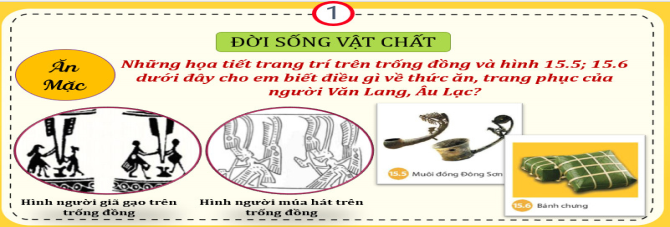 1
ĐỜI SỐNG VẬT CHẤT
Ăn
Mặc
Những họa tiết trang trí trên trống đồng và hình 15.5; 15.6
dưới đây cho em biết điều gì về thức ăn, trang phục của
người Văn Lang, Âu Lạc?
Hình người giã gạo trên
trống đồng
Hình người múa hát trên
trống đồng
15.5 Muôi đồng Đông Sơn
15.6 Bánh chưng